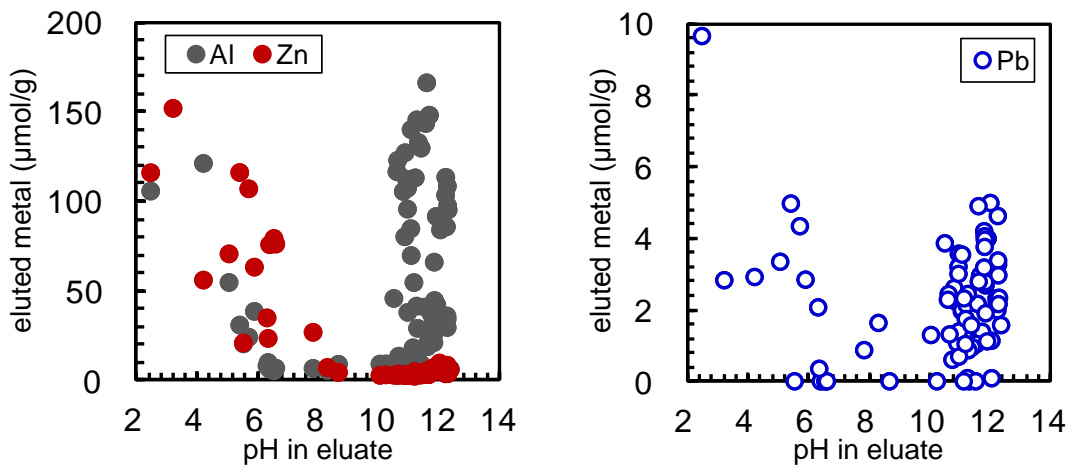 200
150
100
50
0
eluted metal (µmol/g)
Al Zn
2 4 6 8 10 12 14
pH in eluate
10
8
6
4
2
0
eluted metal (µmol/g)
Pb
2 4 6 8 10 12 14
pH in eluate